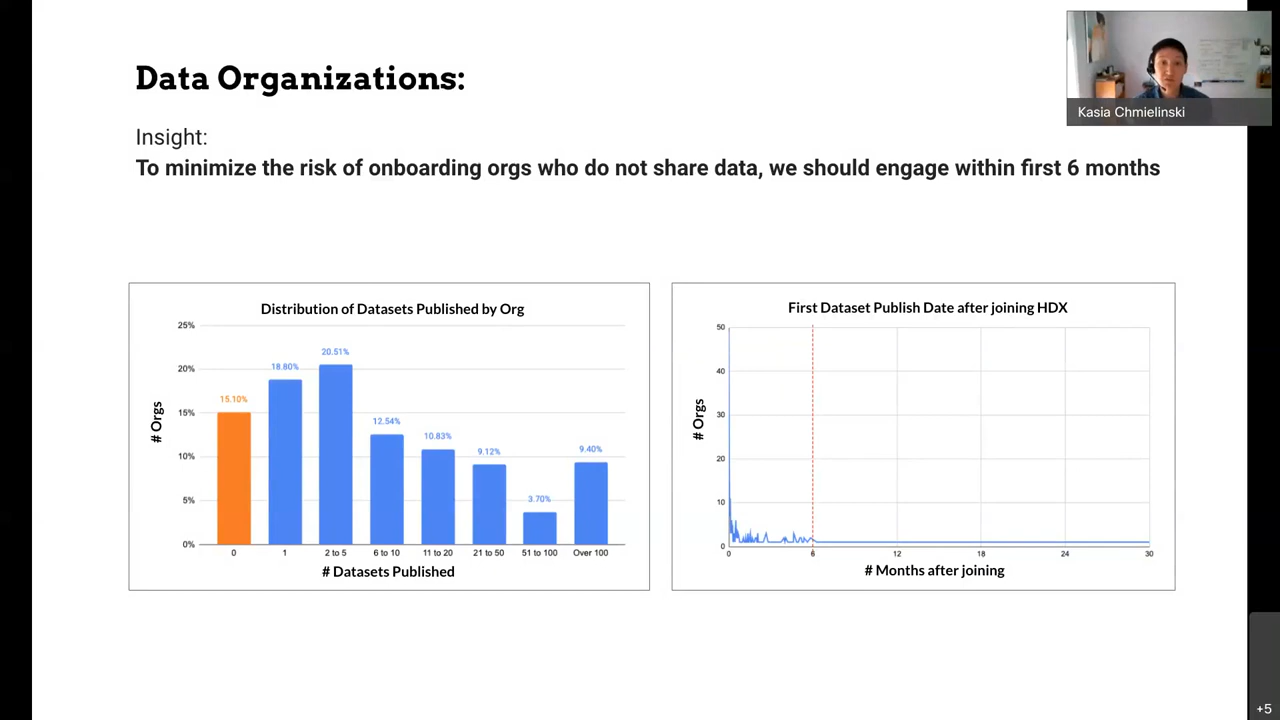 Data Organizations:
Kasia Chmielinski
Insight:
To minimize the risk of onboarding orgs who do not share data, we should engage within first 6 months
Distribution of Datasets Published by Org
25%
20%
15%
10%
5%
0%
# Orgs
15.10%
18.80%
20.51%
12.54%
10.83%
9.12%
3.70%
9.40%
0
1
2 to 5
6 to 10
11 to 20
21 to 50
51 to 100
Over 100
# Datasets Published
First Dataset Publish Date after joining HDX
50
40
30
20
10
0
# Orgs
0
6
12
18
24
30
# Months after joining
+5